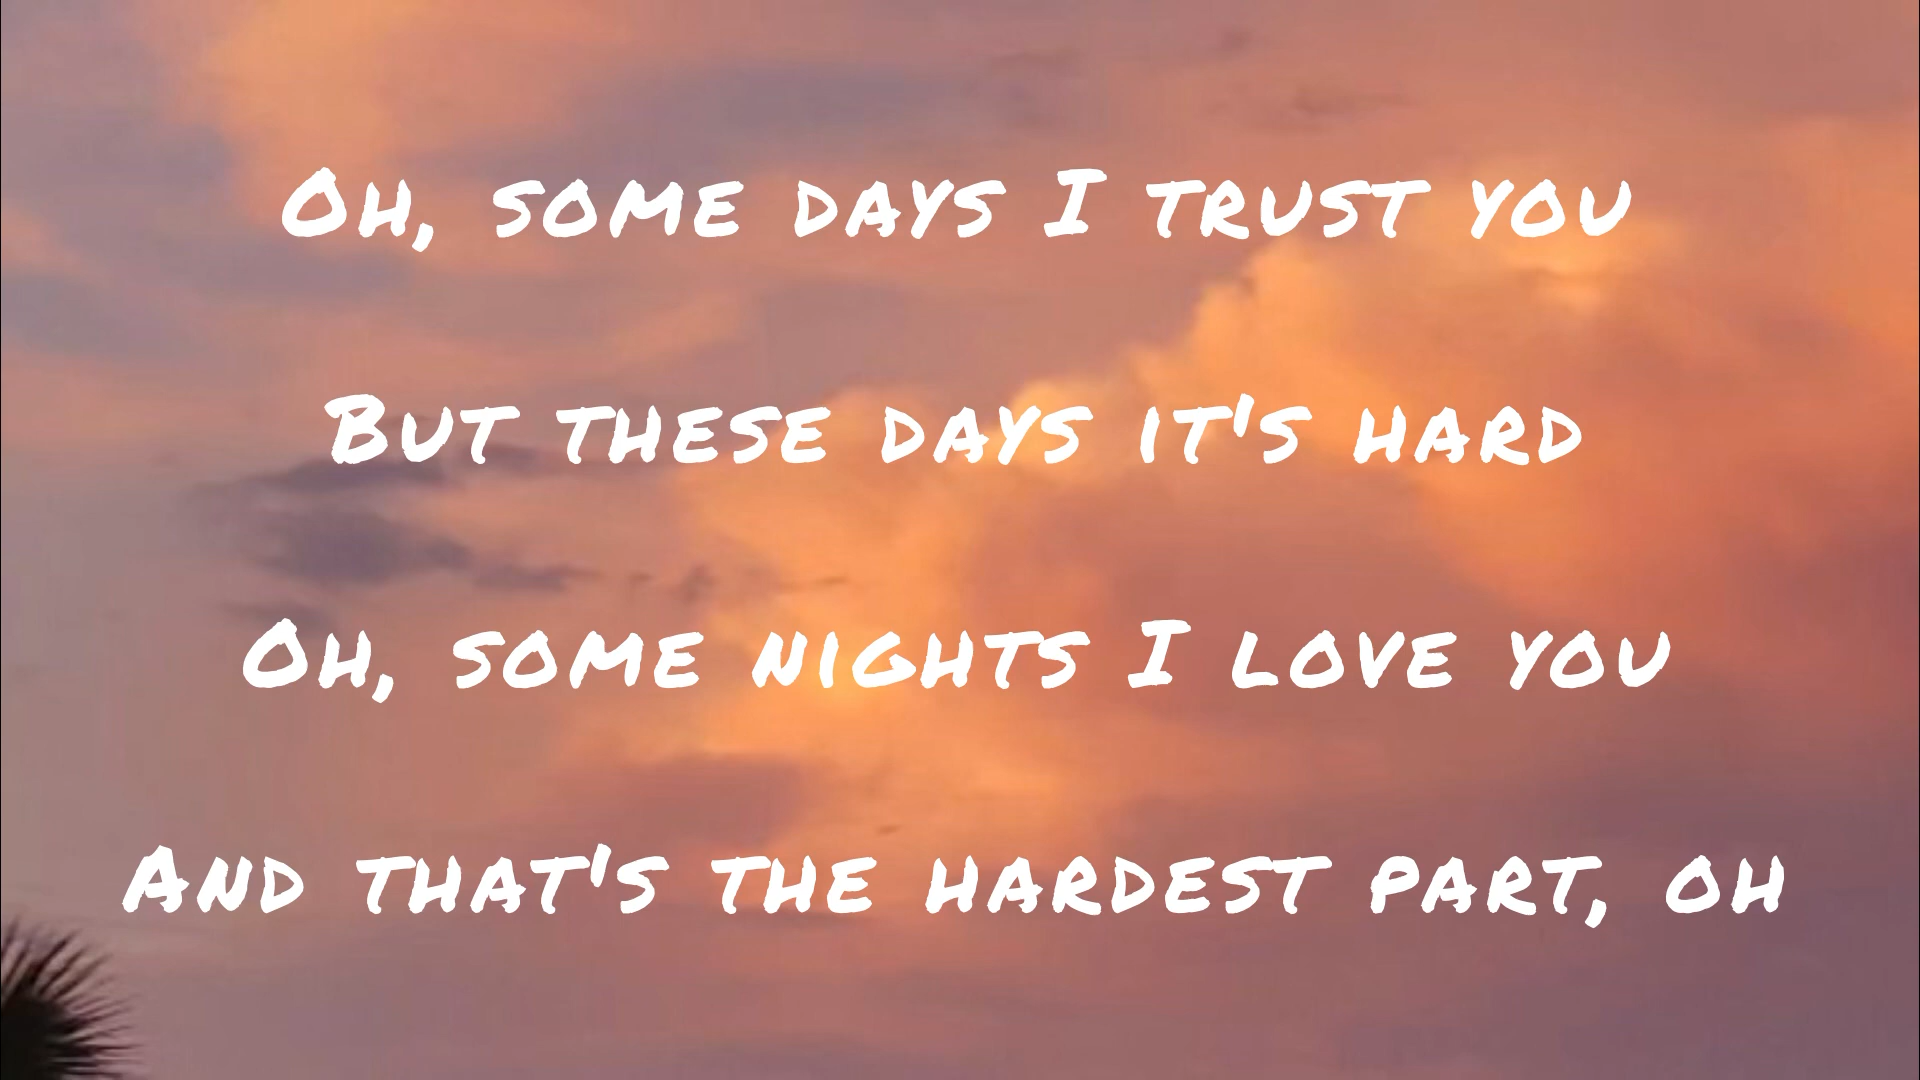 Oh, some days I trust you
But these days it's hard
Oh, some nights I love you
And that's the hardest part, oh